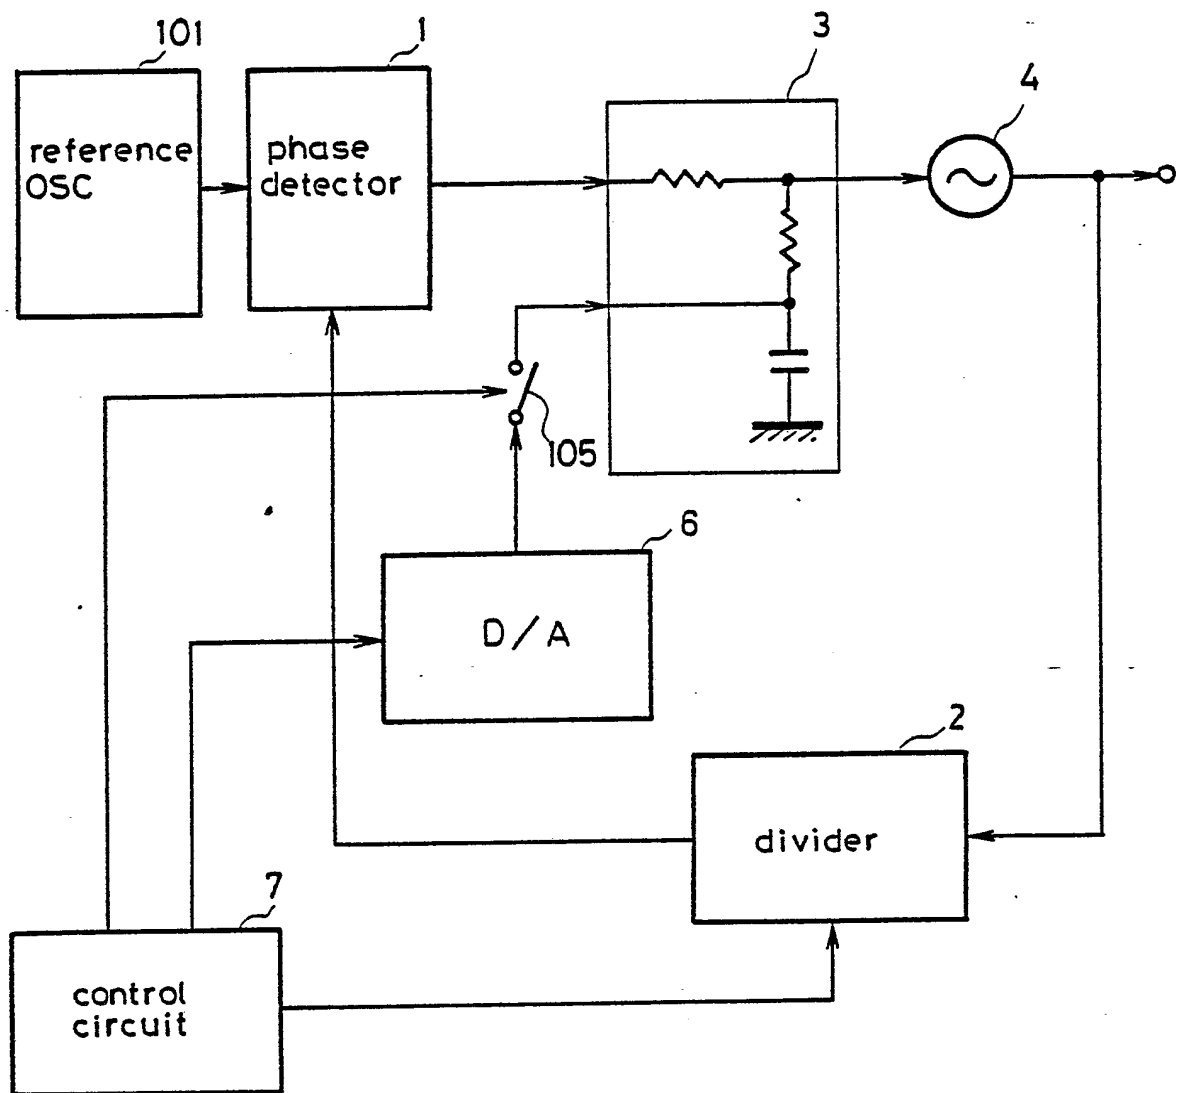 101
1
3
4
reference
OSC
phase
detector
105
6
D/A
2
divider
7
control
circuit